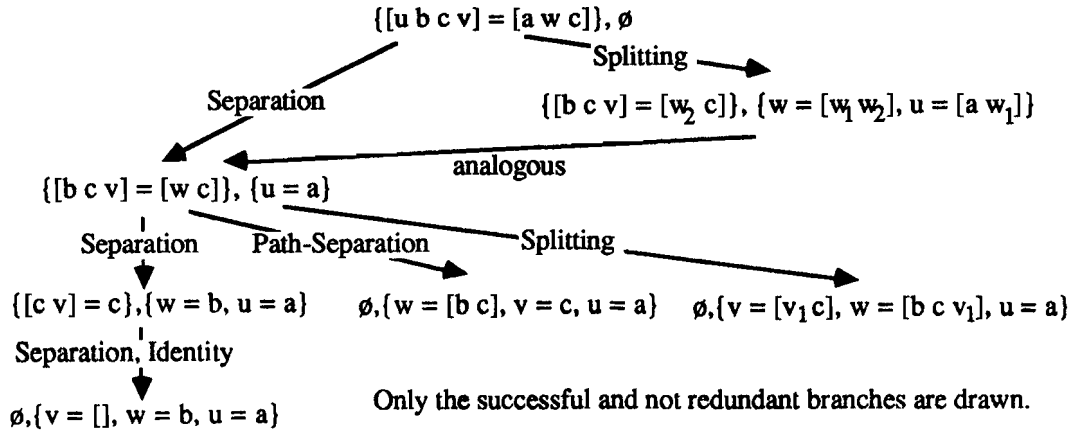 {[u b c v] = [a w c]}, ø
Splitting
Separation
{[b c v] = [w₂ c]}, {w = [w₁ w₂], u = [a w₁]}
analogous
{[b c v] = [w c]}, {u = a}
Separation Path-Separation Splitting
{[c v] = c},{w = b, u = a} ø,{w = [b c], v = c, u = a} ø,{v = [v₁ c], w = [b c v₁], u = a}
Separation, Identity
ø,{v = [], w = b, u = a} Only the successful and not redundant branches are drawn.